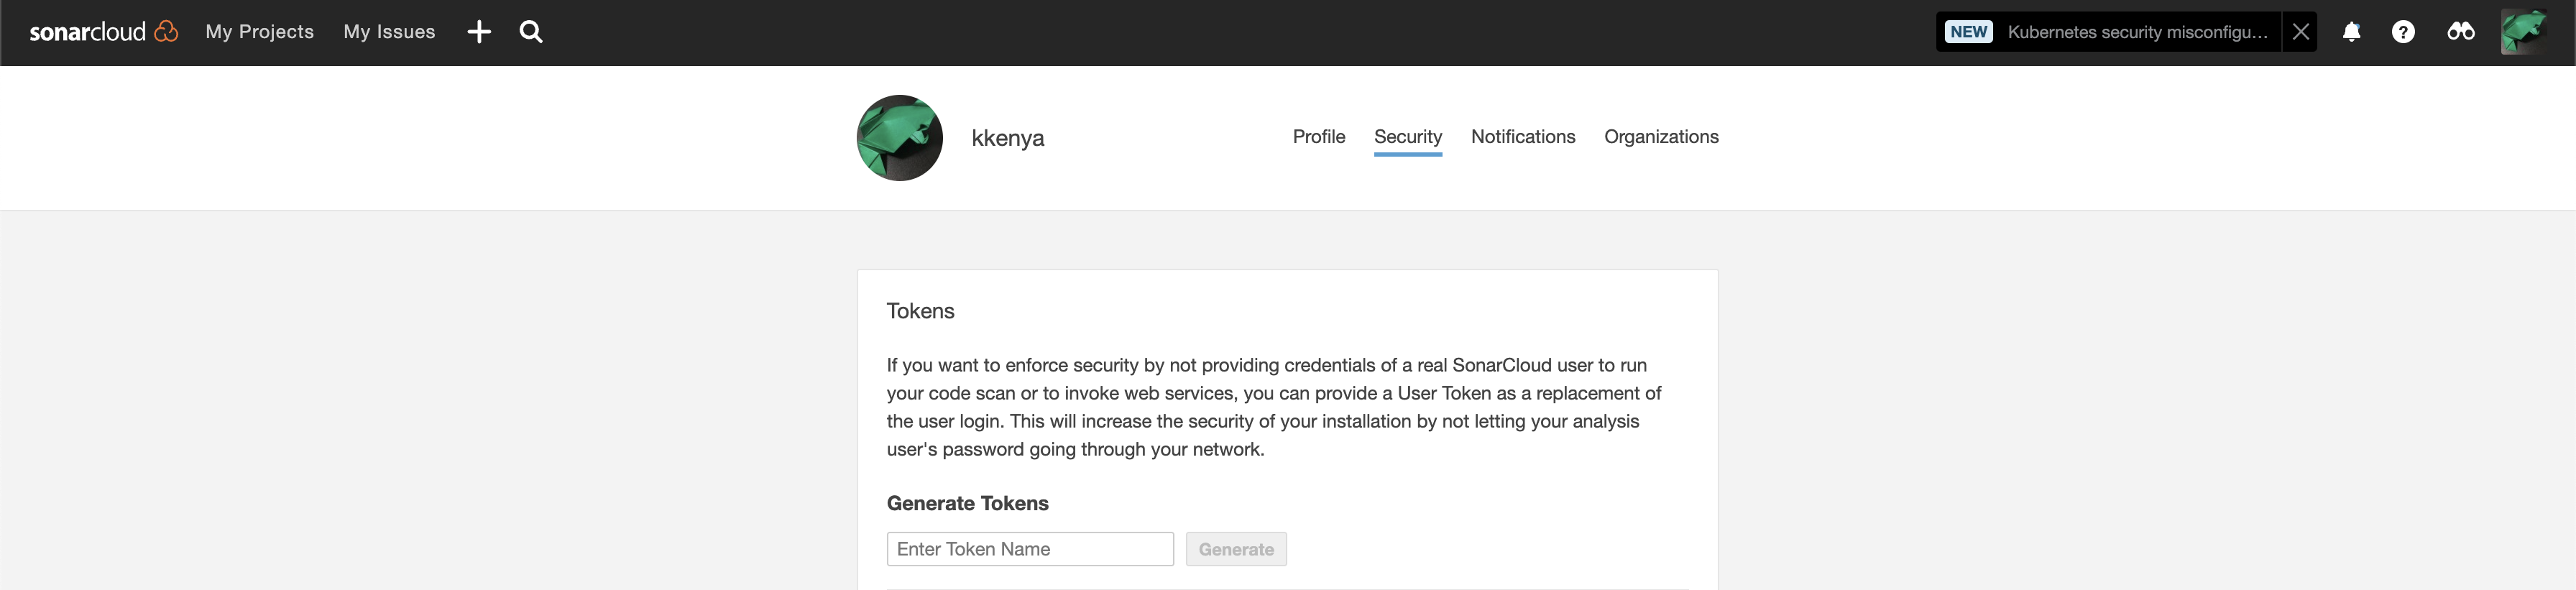 sonarcloud My Projects My Issues NEW Kubernetes security misconfigu...
kkenya Profile Security Notifications Organizations
Tokens
If you want to enforce security by not providing credentials of a real SonarCloud user to run
your code scan or to invoke web services, you can provide a User Token as a replacement of
the user login. This will increase the security of your installation by not letting your analysis
user's password going through your network.
Generate Tokens
Enter Token Name Generate